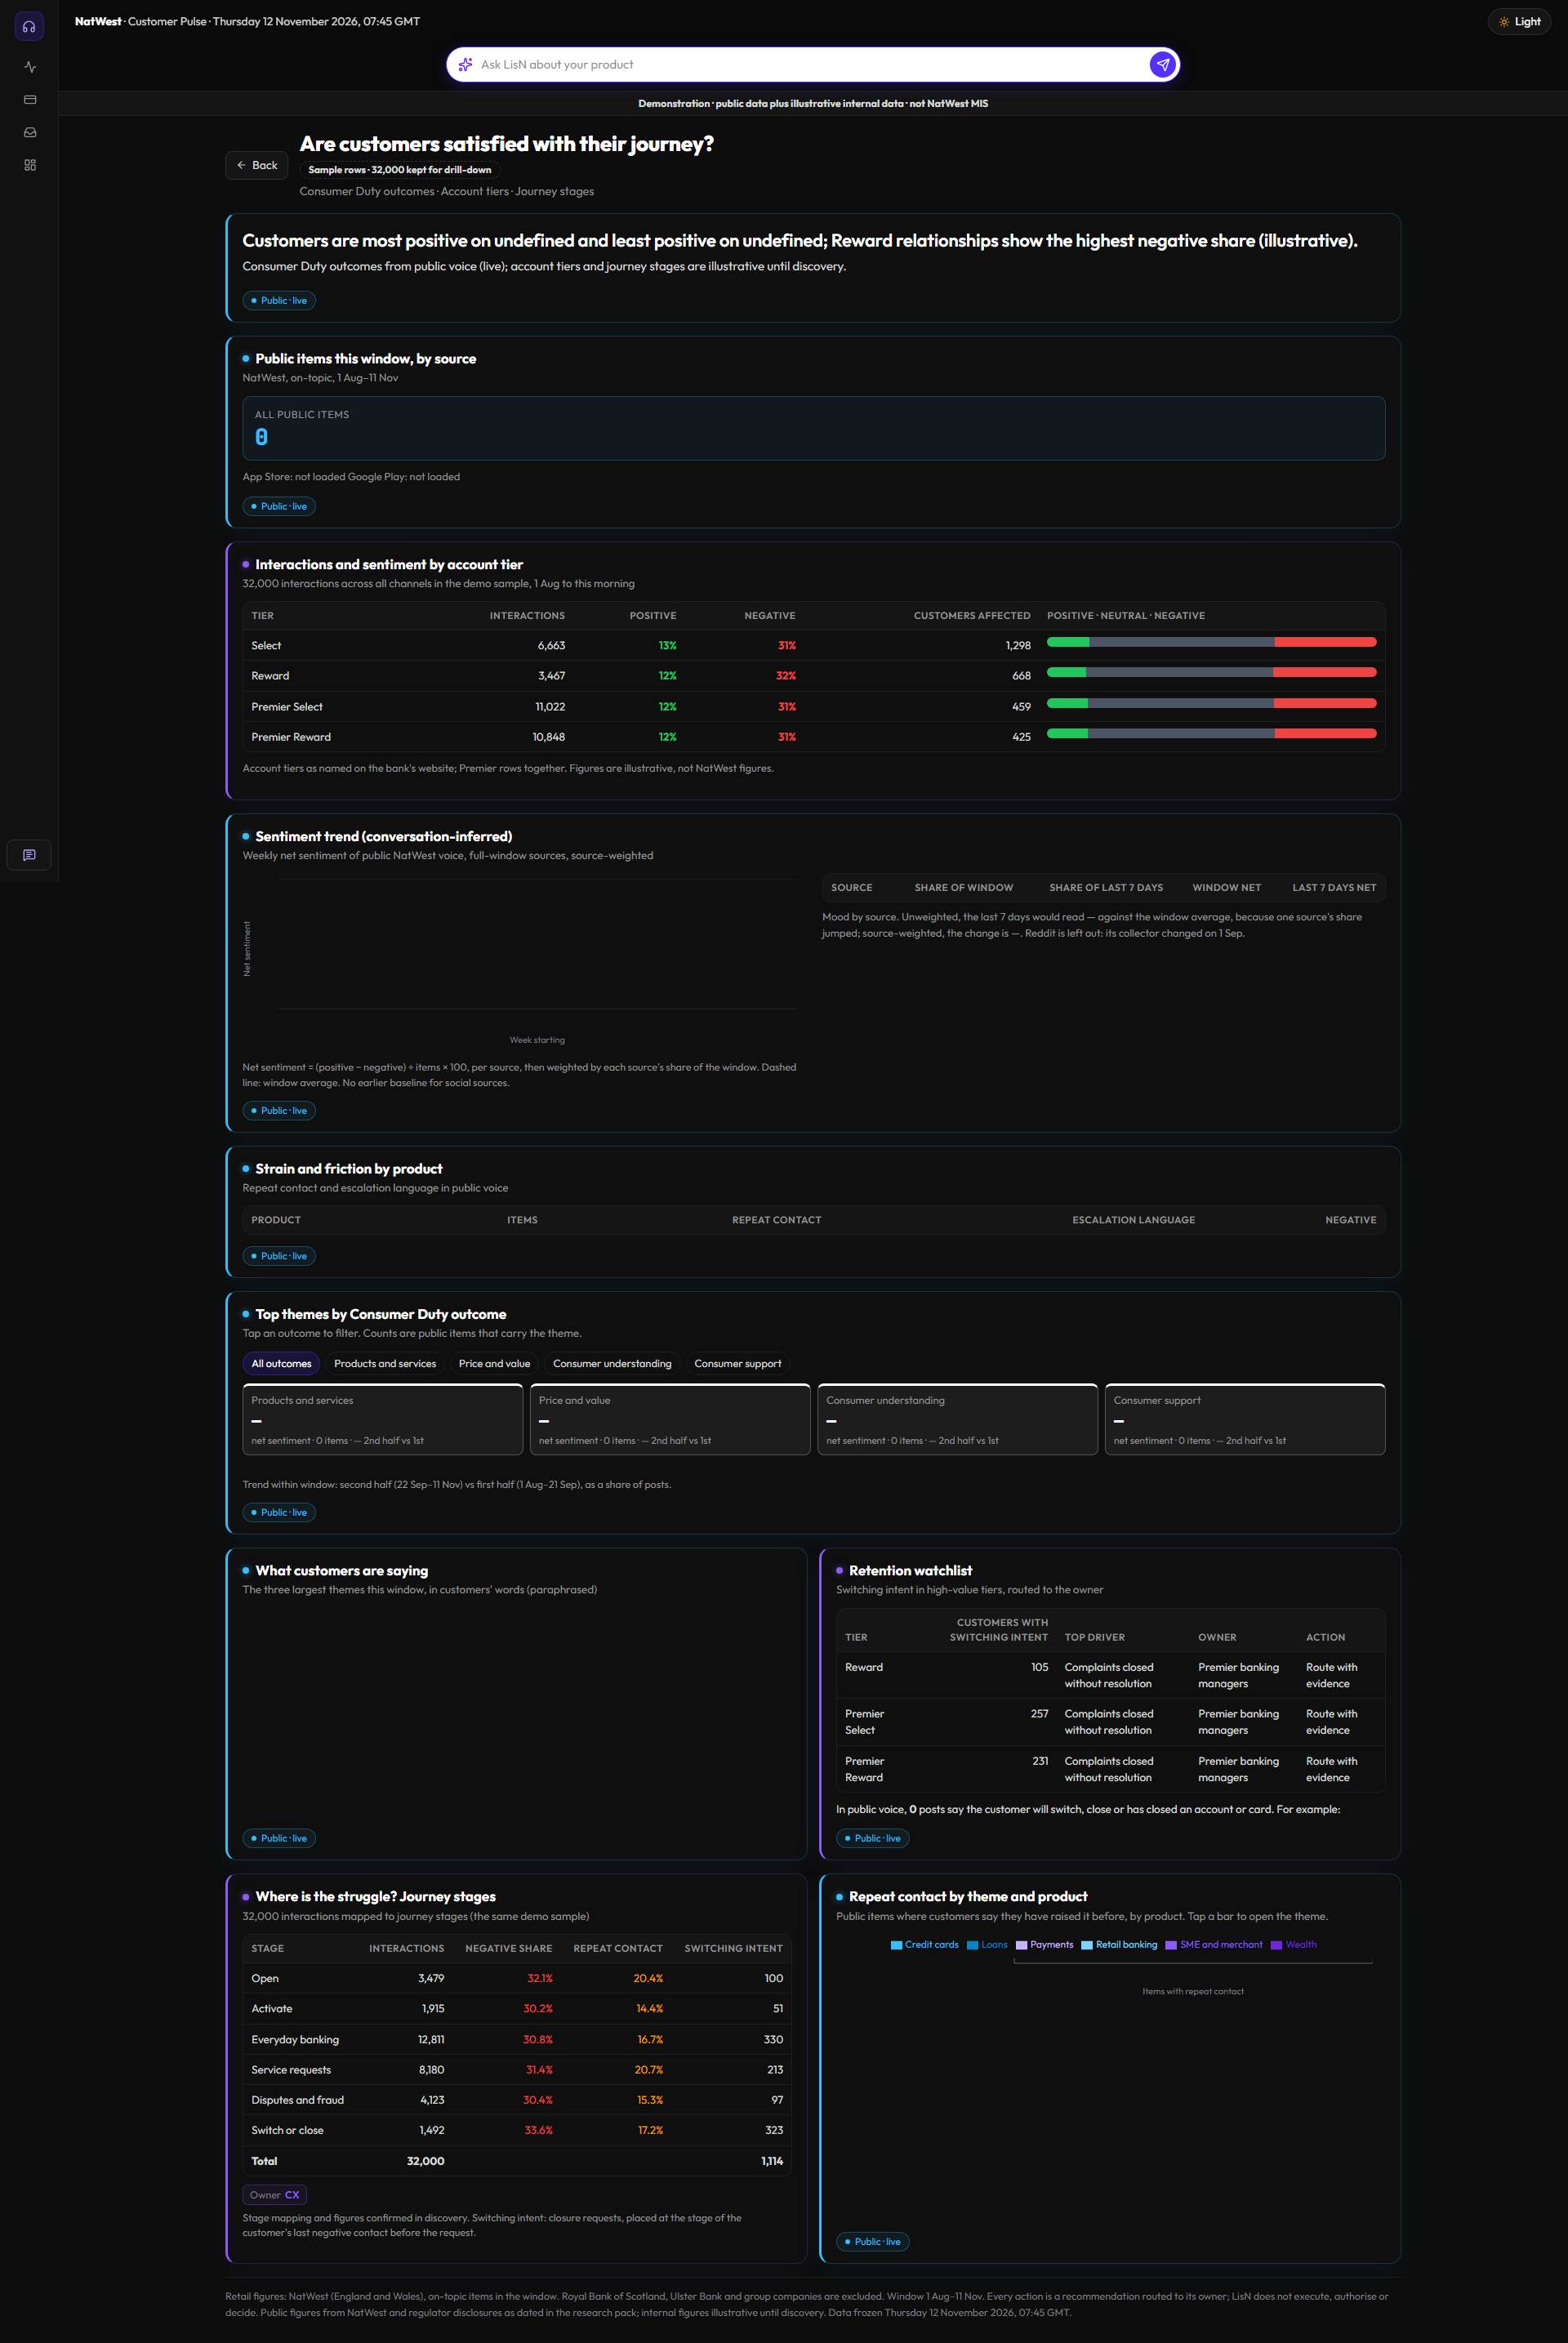 NatWest · Customer Pulse · Thursday 12 November 2026, 07:45 GMT
Light
Ask LisN about your product
Demonstration · public data plus illustrative internal data · not NatWest MIS
Back
Are customers satisfied with their journey?
Sample rows · 32,000 kept for drill-down
Consumer Duty outcomes · Account tiers · Journey stages
Customers are most positive on undefined and least positive on undefined; Reward relationships show the highest negative share (illustrative).
Consumer Duty outcomes from public voice (live); account tiers and journey stages are illustrative until discovery.
Public · live
Public items this window, by source
NatWest, on-topic, 1 Aug–11 Nov
ALL PUBLIC ITEMS
0
App Store: not loaded Google Play: not loaded
Public · live
Interactions and sentiment by account tier
32,000 interactions across all channels in the demo sample, 1 Aug to this morning
TIER INTERACTIONS POSITIVE NEGATIVE CUSTOMERS AFFECTED POSITIVE · NEUTRAL · NEGATIVE
Select 6,663 13% 31% 1,298
Reward 3,467 12% 32% 668
Premier Select 11,022 12% 31% 459
Premier Reward 10,848 12% 31% 425
Account tiers as named on the bank's website; Premier rows together. Figures are illustrative, not NatWest figures.
Sentiment trend (conversation-inferred)
Weekly net sentiment of public NatWest voice, full-window sources, source-weighted
Net sentiment
Week starting
Net sentiment = (positive − negative) ÷ items × 100, per source, then weighted by each source's share of the window. Dashed
line: window average. No earlier baseline for social sources.
SOURCE SHARE OF WINDOW SHARE OF LAST 7 DAYS WINDOW NET LAST 7 DAYS NET
Mood by source. Unweighted, the last 7 days would read — against the window average, because one source's share
jumped; source-weighted, the change is —. Reddit is left out: its collector changed on 1 Sep.
Public · live
Strain and friction by product
Repeat contact and escalation language in public voice
PRODUCT ITEMS REPEAT CONTACT ESCALATION LANGUAGE NEGATIVE
Public · live
Top themes by Consumer Duty outcome
Tap an outcome to filter. Counts are public items that carry the theme.
All outcomes Products and services Price and value Consumer understanding Consumer support
Products and services
—
net sentiment · 0 items · — 2nd half vs 1st
Price and value
—
net sentiment · 0 items · — 2nd half vs 1st
Consumer understanding
—
net sentiment · 0 items · — 2nd half vs 1st
Consumer support
—
net sentiment · 0 items · — 2nd half vs 1st
Trend within window: second half (22 Sep–11 Nov) vs first half (1 Aug–21 Sep), as a share of posts.
Public · live
What customers are saying
The three largest themes this window, in customers' words (paraphrased)
Public · live
Retention watchlist
Switching intent in high-value tiers, routed to the owner
TIER CUSTOMERS WITH SWITCHING INTENT TOP DRIVER OWNER ACTION
Reward 105 Complaints closed without resolution Premier banking managers Route with evidence
Premier Select 257 Complaints closed without resolution Premier banking managers Route with evidence
Premier Reward 231 Complaints closed without resolution Premier banking managers Route with evidence
In public voice, 0 posts say the customer will switch, close or has closed an account or card. For example:
Public · live
Where is the struggle? Journey stages
32,000 interactions mapped to journey stages (the same demo sample)
STAGE INTERACTIONS NEGATIVE SHARE REPEAT CONTACT SWITCHING INTENT
Open 3,479 32.1% 20.4% 100
Activate 1,915 30.2% 14.4% 51
Everyday banking 12,811 30.8% 16.7% 330
Service requests 8,180 31.4% 20.7% 213
Disputes and fraud 4,123 30.4% 15.3% 97
Switch or close 1,492 33.6% 17.2% 323
Total 32,000 1,114
Owner CX
Stage mapping and figures confirmed in discovery. Switching intent: closure requests, placed at the stage of the
customer's last negative contact before the request.
Repeat contact by theme and product
Public items where customers say they have raised it before, by product. Tap a bar to open the theme.
Credit cards Loans Payments Retail banking SME and merchant Wealth
Items with repeat contact
Public · live
Retail figures: NatWest (England and Wales), on-topic items in the window. Royal Bank of Scotland, Ulster Bank and group companies are excluded. Window 1 Aug–11 Nov. Every action is a recommendation routed to its owner; LisN does not execute, authorise or
decide. Public figures from NatWest and regulator disclosures as dated in the research pack; internal figures illustrative until discovery. Data frozen Thursday 12 November 2026, 07:45 GMT.